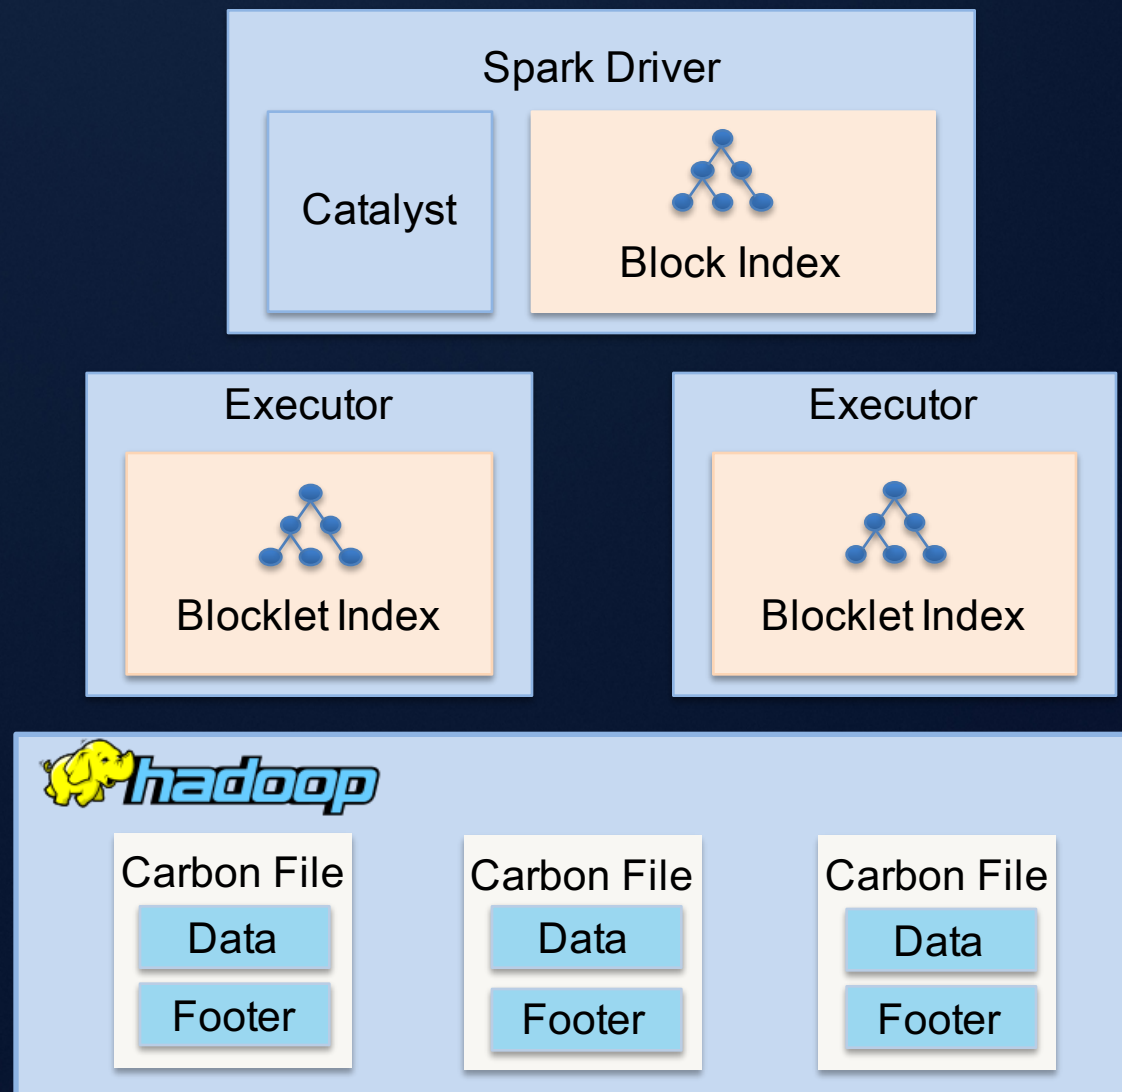 Spark Driver
Catalyst
Block Index
Executor
Executor
Blocklet Index
Blocklet Index
hadoop
Carbon File
Carbon File
Carbon File
Data
Data
Data
Footer
Footer
Footer